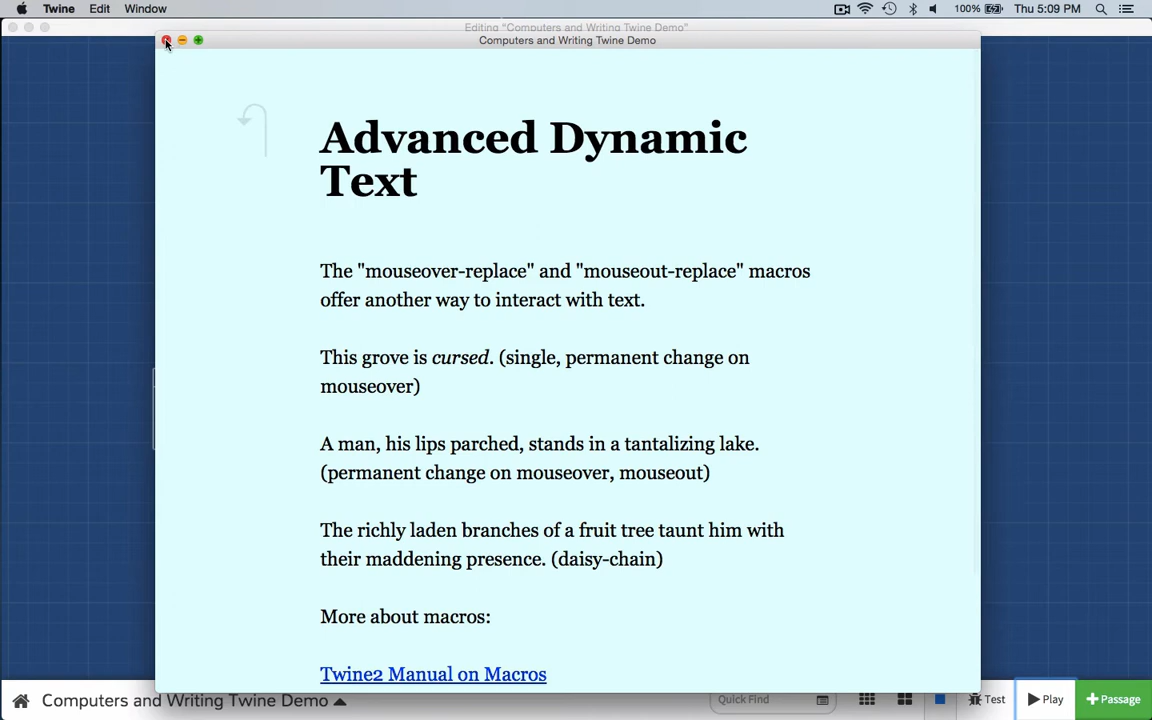 Twine Edit Window 100% Thu 5:09 PM
Editing "Computers and Writing Twine Demo"
Computers and Writing Twine Demo
Advanced Dynamic
Text
The "mouseover-replace" and "mouseout-replace" macros
offer another way to interact with text.
This grove is cursed. (single, permanent change on
mouseover)
A man, his lips parched, stands in a tantalizing lake.
(permanent change on mouseover, mouseout)
The richly laden branches of a fruit tree taunt him with
their maddening presence. (daisy-chain)
More about macros:
Twine2 Manual on Macros
Computers and Writing Twine Demo Quick Find Test Play +Passage